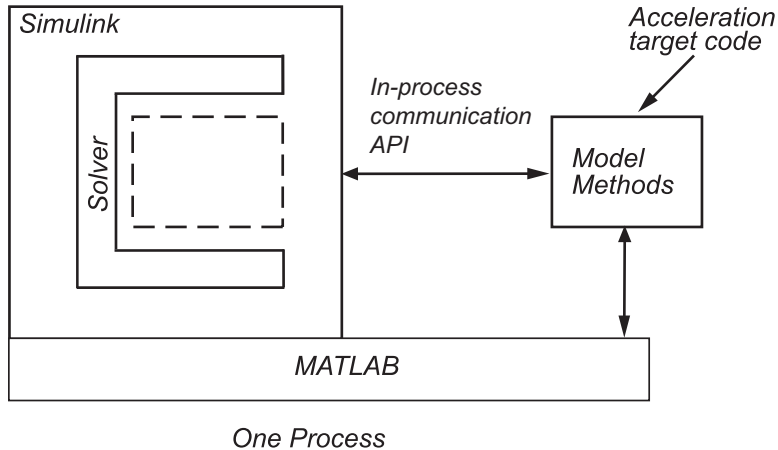 Simulink
Acceleration
target code
In-process
communication
API
Solver
Model
Methods
MATLAB
One Process